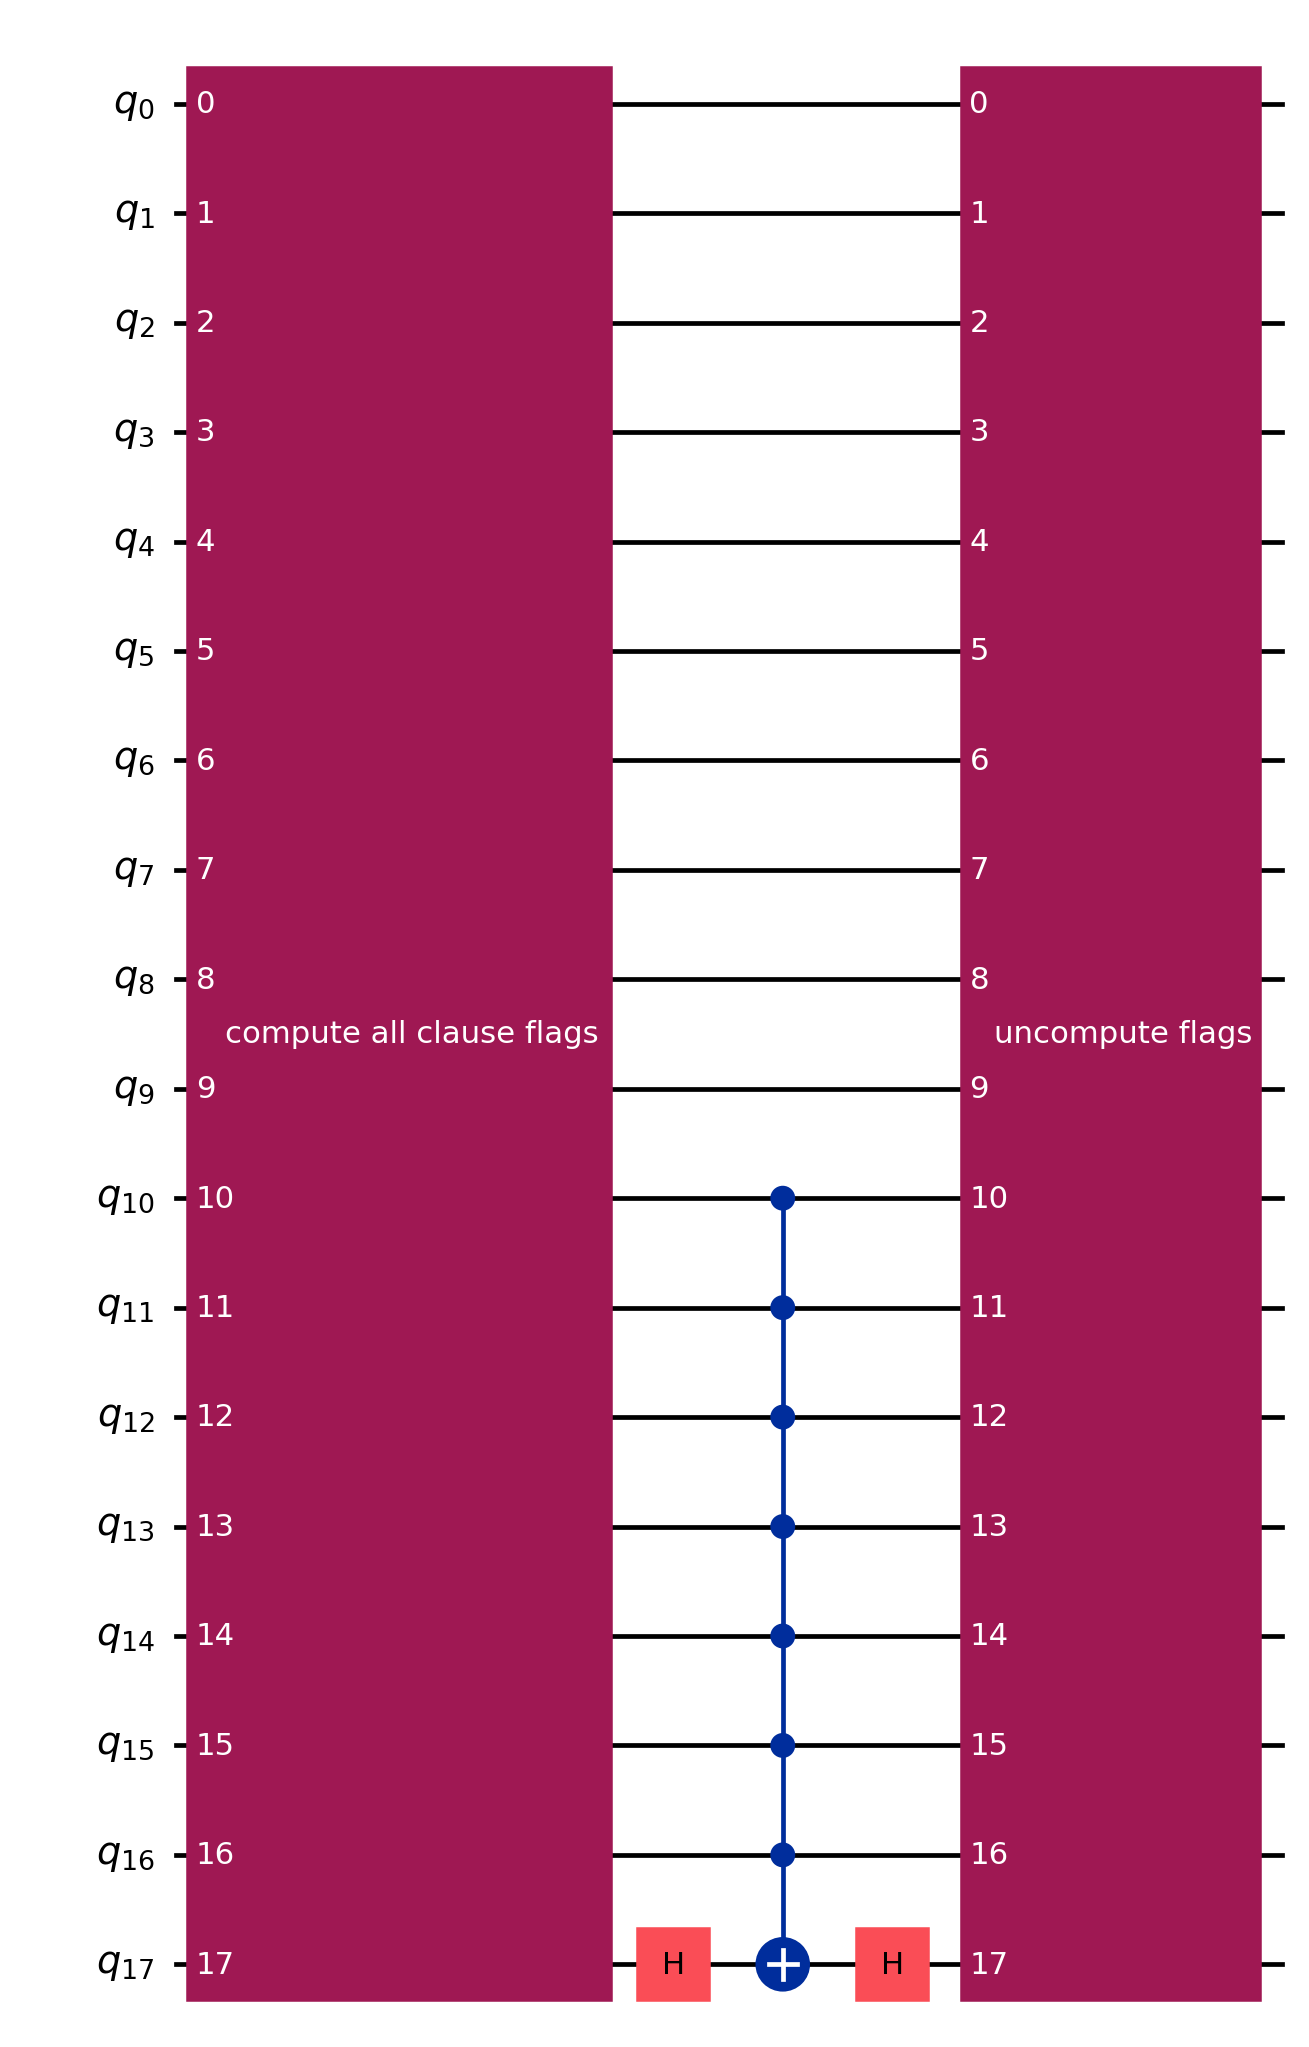 q0 0 0
q1 1 1
q2 2 2
q3 3 3
q4 4 4
q5 5 5
q6 6 6
q7 7 7
q8 8 8
compute all clause flags uncompute flags
q9 9 9
q10 10 10
q11 11 11
q12 12 12
q13 13 13
q14 14 14
q15 15 15
q16 16 16
q17 17 H H 17